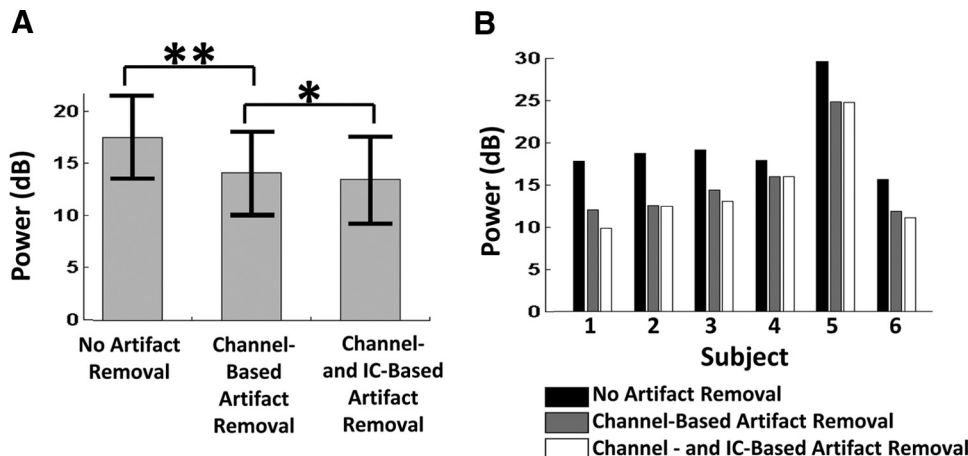 A
**
*
Power (dB)
20
15
10
5
0
No Artifact
Removal
Channel-
Based
Artifact
Removal
Channel-
and IC-Based
Artifact
Removal
B
Power (dB)
30
25
20
15
10
5
0
1 2 3 4 5 6
Subject
No Artifact Removal
Channel-Based Artifact Removal
Channel - and IC-Based Artifact Removal